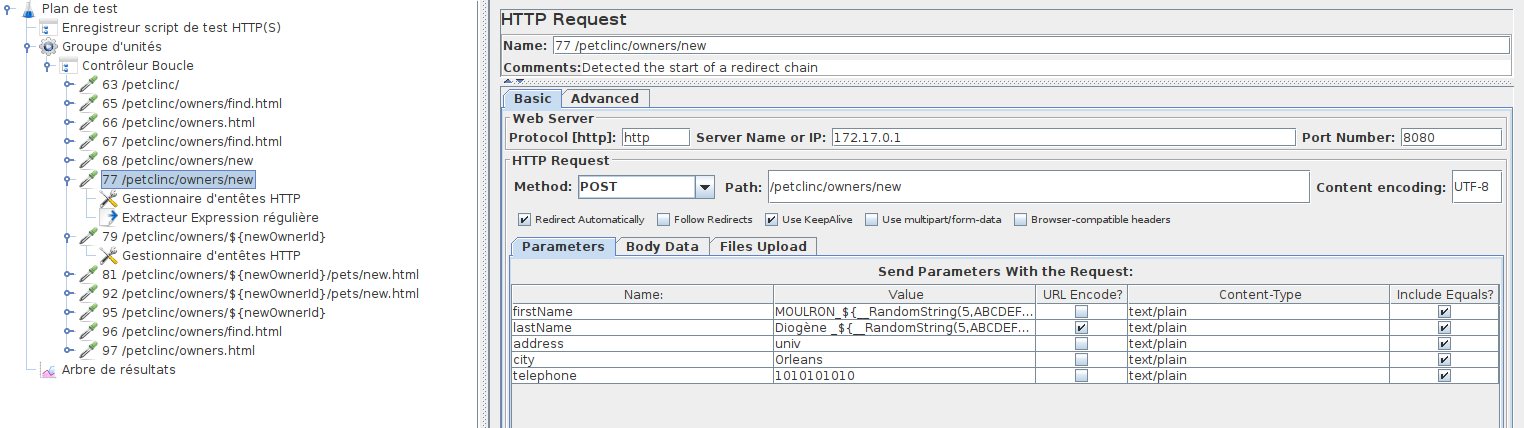 Plan de test
Enregistreur script de test HTTP(S)
Groupe d'unités
Contrôleur Boucle
63 /petclinc/
65 /petclinc/owners/find.html
66 /petclinc/owners.html
67 /petclinc/owners/find.html
68 /petclinc/owners/new
77 /petclinc/owners/new
Gestionnaire d'entêtes HTTP
Extracteur Expression régulière
79 /petclinc/owners/${newOwnerId}
Gestionnaire d'entêtes HTTP
81 /petclinc/owners/${newOwnerId}/pets/new.html
92 /petclinc/owners/${newOwnerId}/pets/new.html
95 /petclinc/owners/${newOwnerId}
96 /petclinc/owners/find.html
97 /petclinc/owners.html
Arbre de résultats
HTTP Request
Name: 77 /petclinc/owners/new
Comments: Detected the start of a redirect chain
Basic Advanced
Web Server
Protocol [http]: http Server Name or IP: 172.17.0.1 Port Number: 8080
HTTP Request
Method: POST Path: /petclinc/owners/new Content encoding: UTF-8
Redirect Automatically Follow Redirects Use KeepAlive Use multipart/form-data Browser-compatible headers
Parameters Body Data Files Upload
Send Parameters With the Request:
Name: Value URL Encode? Content-Type Include Equals?
firstName MOULRON_${__RandomString(5,ABCDEF... text/plain
lastName Diogène _${__RandomString(5,ABCDEF... text/plain
address univ text/plain
city Orleans text/plain
telephone 1010101010 text/plain